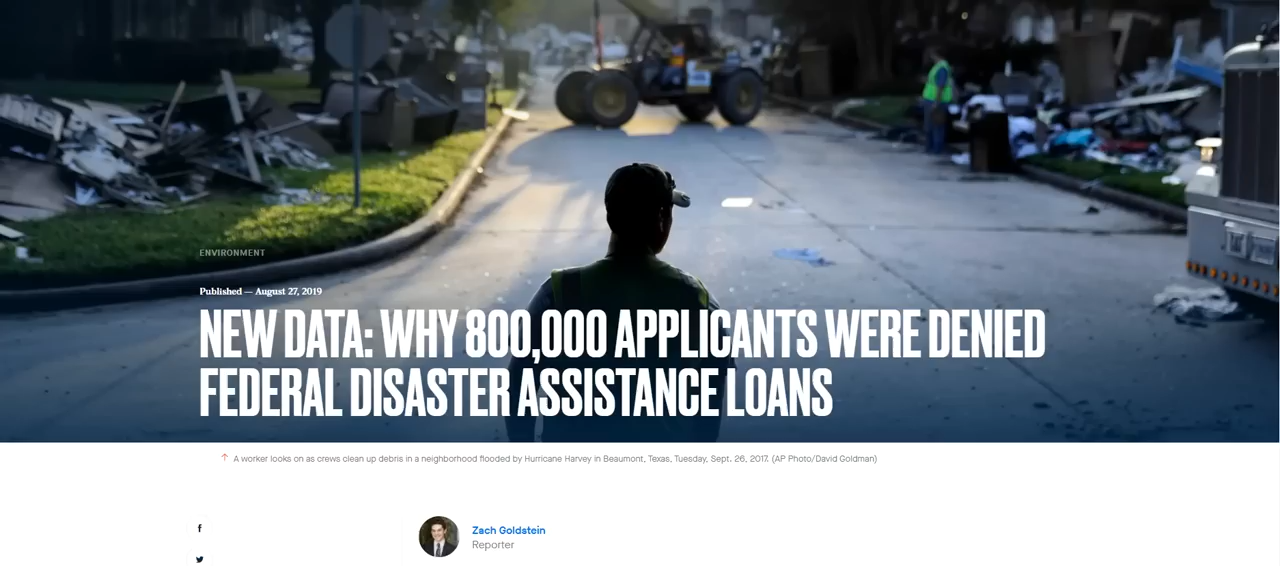 ENVIRONMENT
Published — August 27, 2019
NEW DATA: WHY 800,000 APPLICANTS WERE DENIED
FEDERAL DISASTER ASSISTANCE LOANS
↑ A worker looks on as crews clean up debris in a neighborhood flooded by Hurricane Harvey in Beaumont, Texas, Tuesday, Sept. 26, 2017. (AP Photo/David Goldman)
Zach Goldstein
Reporter